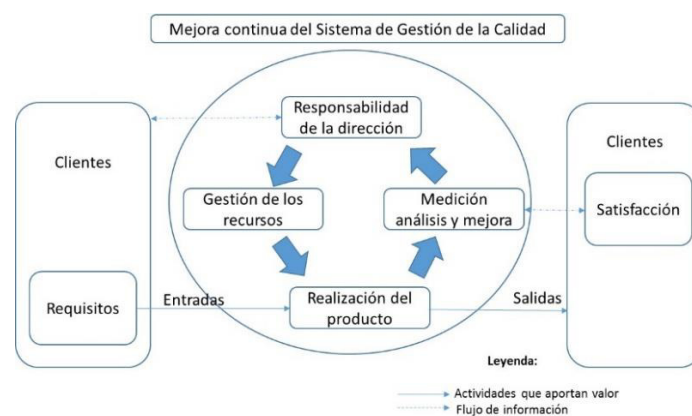 Mejora continua del Sistema de Gestión de la Calidad
Responsabilidad
de la dirección
Clientes
Clientes
Gestión de los
recursos
Medición
análisis y mejora
Satisfacción
Requisitos
Entradas
Realización del
producto
Salidas
Leyenda:
Actividades que aportan valor
Flujo de información